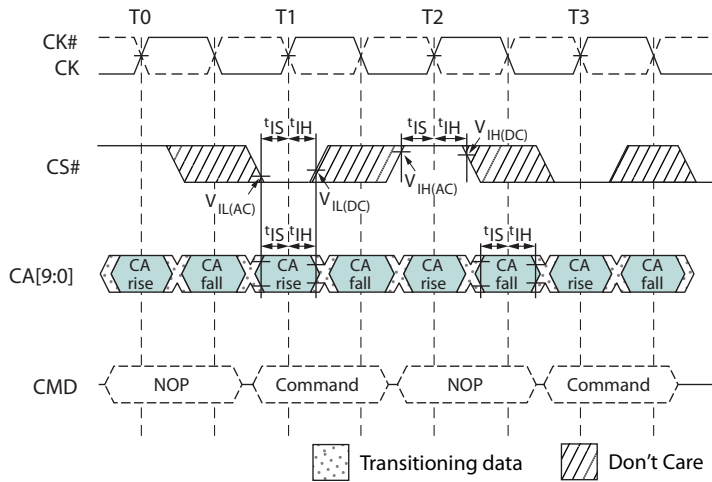 T0 T1 T2 T3
CK#
CK
tIS tIH tIS tIH
VIH(DC)
CS#
VIL(AC) VIL(DC) VIH(AC)
tIS tIH tIS tIH
CA[9:0]
CA rise
CA fall
CA rise
CA fall
CA rise
CA fall
CA rise
CA fall
CMD NOP Command NOP Command
Transitioning data Don't Care